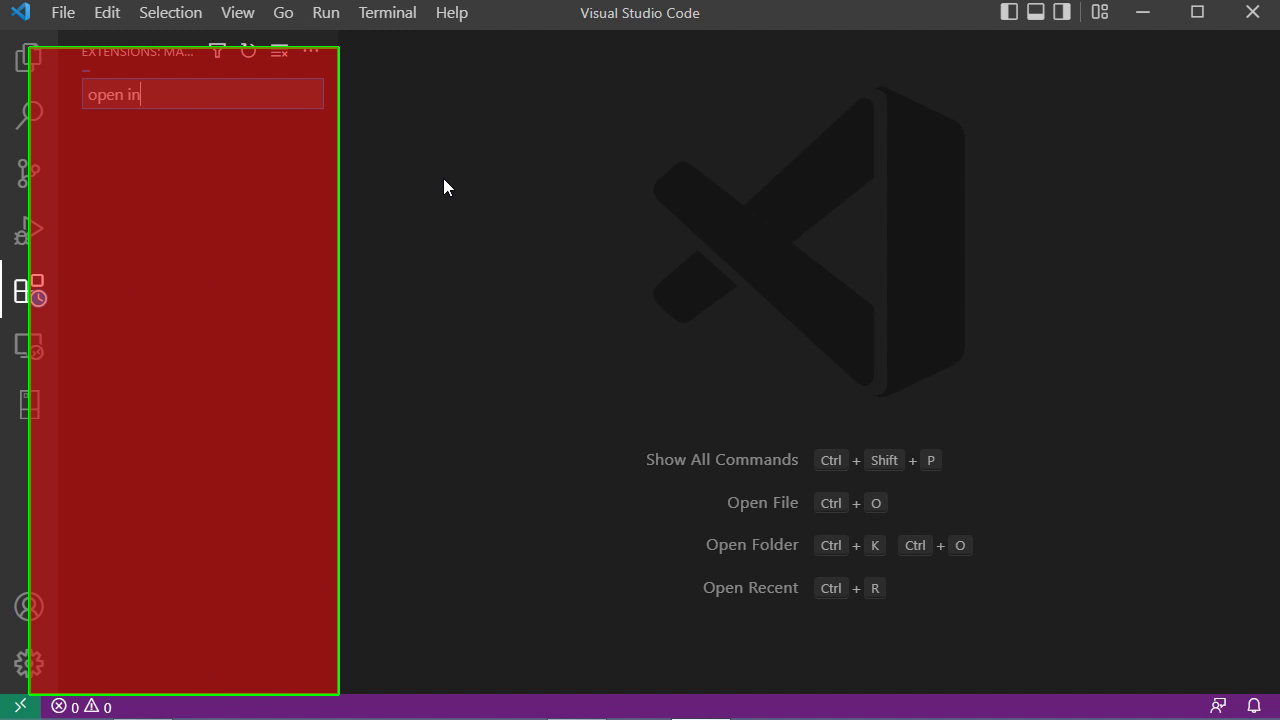 File Edit Selection View Go Run Terminal Help Visual Studio Code
EXTENSIONS: MA...
open in
Show All Commands Ctrl + Shift + P
Open File Ctrl + O
Open Folder Ctrl + K Ctrl + O
Open Recent Ctrl + R
0 0